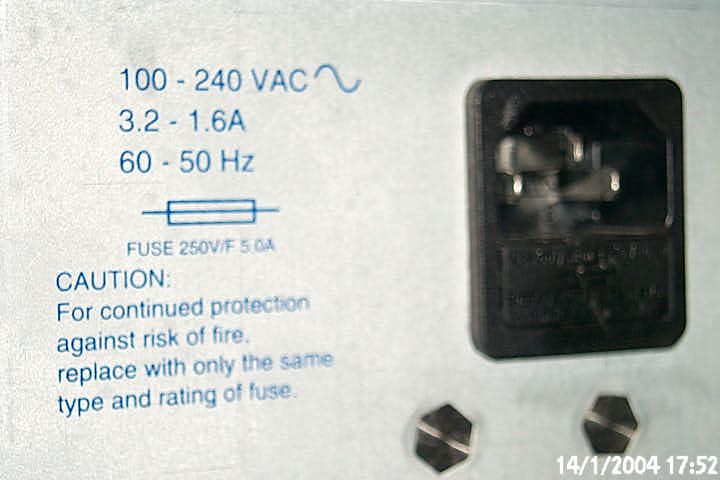 100 - 240 VAC
3.2 - 1.6A
60 - 50 Hz
FUSE 250V/F 5.0A
CAUTION:
For continued protection
against risk of fire,
replace with only the same
type and rating of fuse.
14/1/2004 17:52